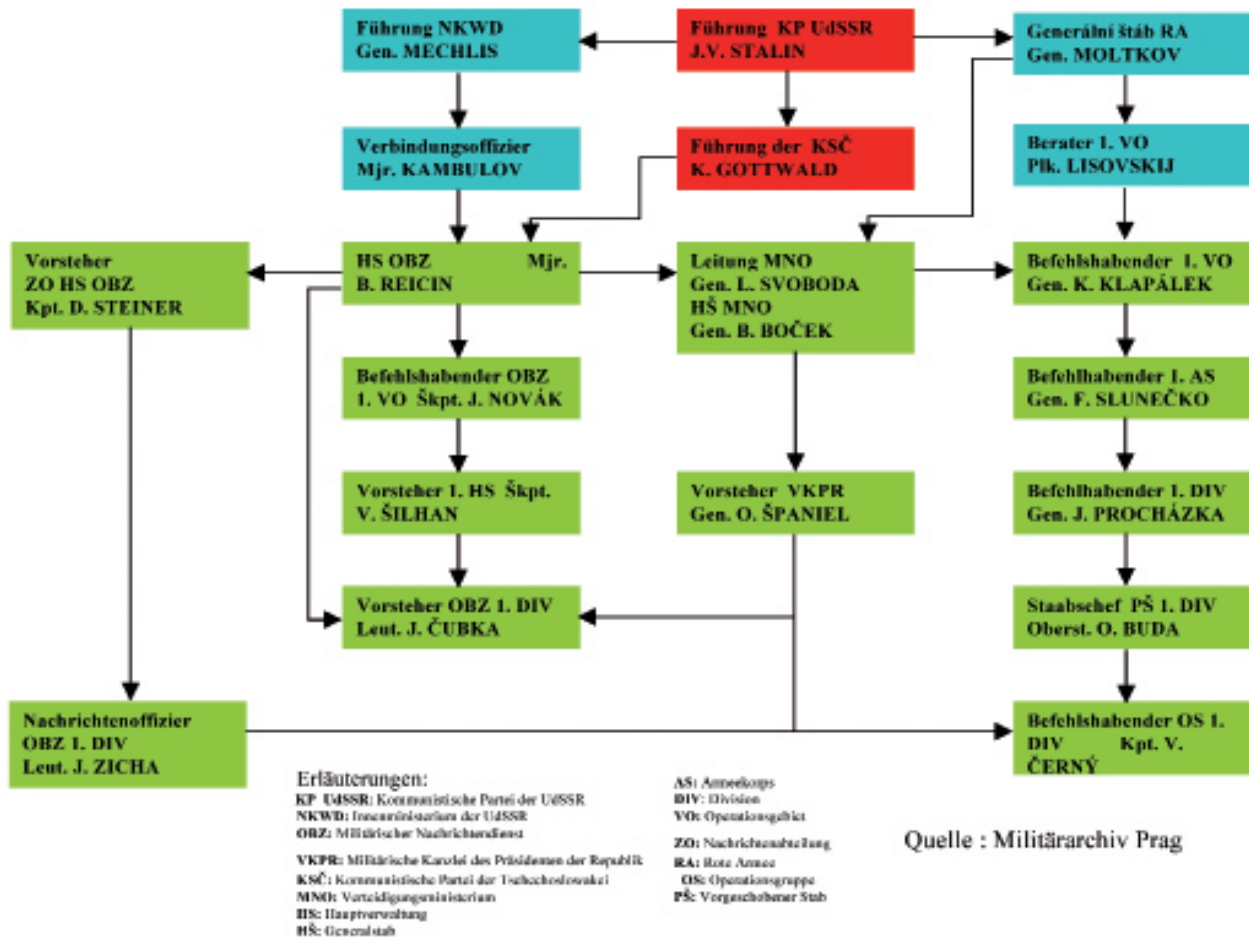 Führung NKWD
Gen. MECHLIS
Führung KP UdSSR
J.V. STALIN
Generální štáb RA
Gen. MOLTKOV
Verbindungsoffizier
Mjr. KAMBULOV
Führung der KSČ
K. GOTTWALD
Berater 1. VO
Plk. LISOVSKIJ
Vorsteher
ZO HS OBZ
Kpt. D. STEINER
HS OBZ Mjr.
B. REICIN
Leitung MNO
Gen. L. SVOBODA
HŠ MNO
Gen. B. BOČEK
Befehlshabender 1. VO
Gen. K. KLAPÁLEK
Befehlshabender OBZ
1. VO Škpt. J. NOVÁK
Befehlhabender 1. AS
Gen. F. SLUNEČKO
Vorsteher 1. HS Škpt.
V. ŠILHAN
Vorsteher VKPR
Gen. O. ŠPANIEL
Befehlhabender 1. DIV
Gen. J. PROCHÁZKA
Vorsteher OBZ 1. DIV
Leut. J. ČUBKA
Staabschef PŠ 1. DIV
Oberst. O. BUDA
Nachrichtenoffizier
OBZ 1. DIV
Leut. J. ZICHA
Befehlshabender OS 1.
DIV Kpt. V.
ČERNÝ
Erläuterungen:
KP UdSSR: Kommunistische Partei der UdSSR
NKWD: Innenministerium der UdSSR
OBZ: Militärischer Nachrichtendienst
VKPR: Militärische Kanzlei des Präsidenten der Republik
KSČ: Kommunistische Partei der Tschechoslowakei
MNO: Verteidigungsministerium
HS: Hauptverwaltung
HŠ: Generalstab
AS: Armeekorps
DIV: Division
VO: Operationsgebiet
ZO: Nachrichtenabteilung
RA: Rote Armee
OS: Operationsgruppe
PŠ: Vorgeschobener Stab
Quelle : Militärarchiv Prag